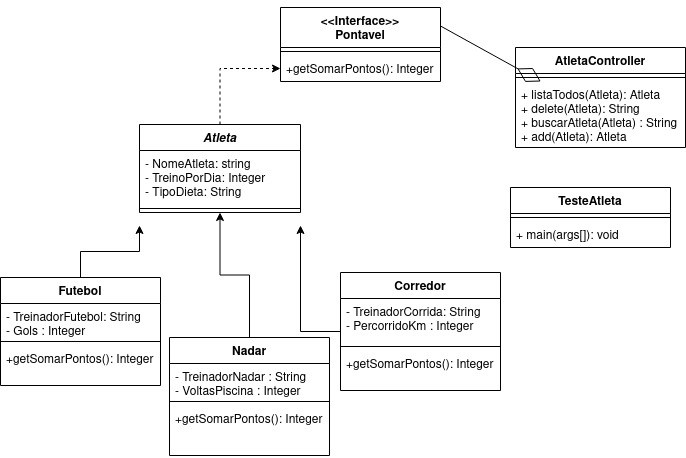 <<Interface>>
Pontavel
+getSomarPontos(): Integer
AtletaController
+ listaTodos(Atleta): Atleta
+ delete(Atleta): String
+ buscarAtleta(Atleta) : String
+ add(Atleta): Atleta
Atleta
- NomeAtleta: string
- TreinoPorDia: Integer
- TipoDieta: String
TesteAtleta
+ main(args[]): void
Futebol
- TreinadorFutebol: String
- Gols : Integer
+getSomarPontos(): Integer
Nadar
- TreinadorNadar : String
- VoltasPiscina : Integer
+getSomarPontos(): Integer
Corredor
- TreinadorCorrida: String
- PercorridoKm : Integer
+getSomarPontos(): Integer